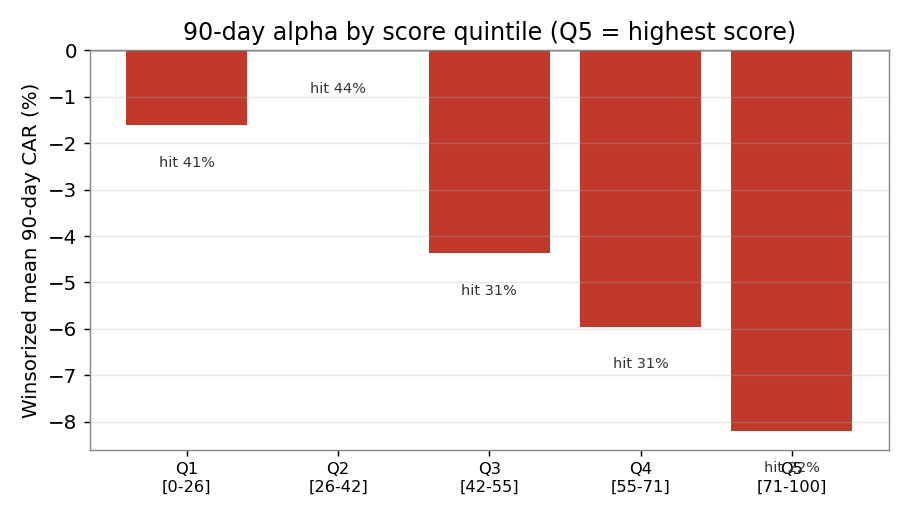 90-day alpha by score quintile (Q5 = highest score)
Winsorized mean 90-day CAR (%)
0
−1
−2
−3
−4
−5
−6
−7
−8
hit 41%
hit 44%
hit 31%
hit 31%
hit 22%
Q1
[0-26]
Q2
[26-42]
Q3
[42-55]
Q4
[55-71]
Q5
[71-100]